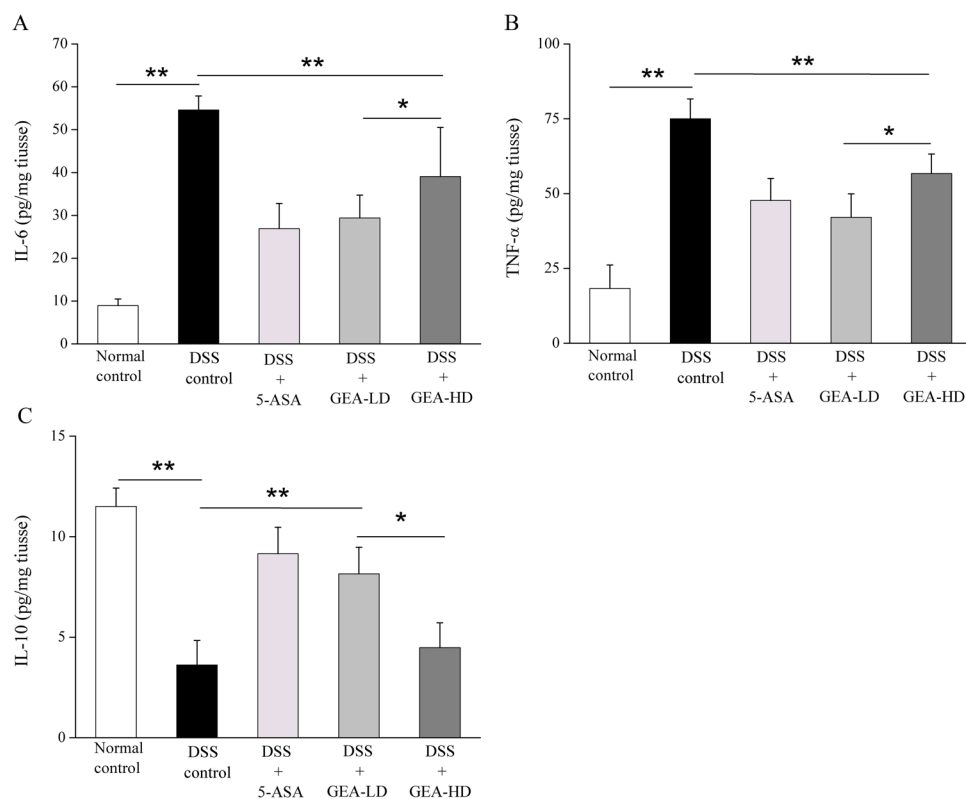 A
70
60
50
40
30
20
10
0
IL-6 (pg/mg tiusse)
**
**
*
Normal
control
DSS
control
DSS
+
5-ASA
DSS
+
GEA-LD
DSS
+
GEA-HD
B
100
75
50
25
0
TNF-α (pg/mg tiusse)
**
**
*
Normal
control
DSS
control
DSS
+
5-ASA
DSS
+
GEA-LD
DSS
+
GEA-HD
C
15
10
5
0
IL-10 (pg/mg tiusse)
**
**
*
Normal
control
DSS
control
DSS
+
5-ASA
DSS
+
GEA-LD
DSS
+
GEA-HD